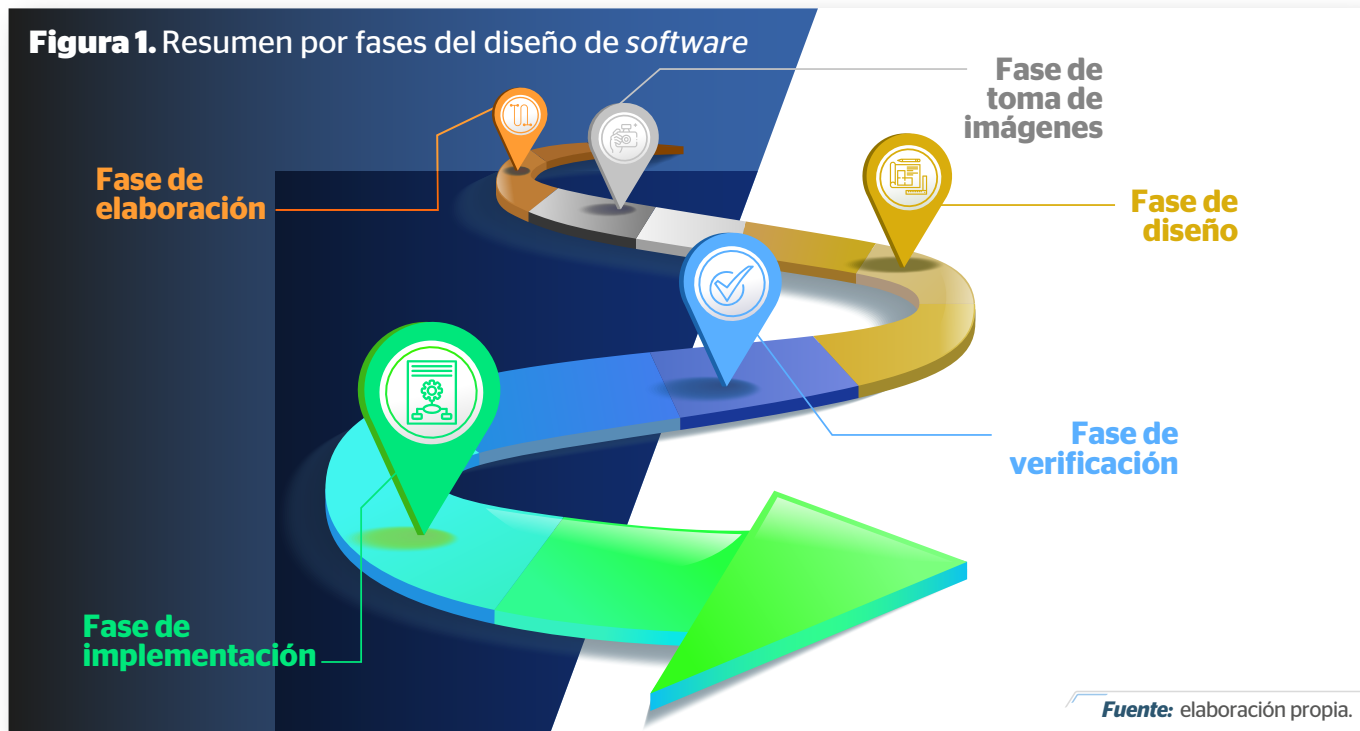 Figura 1. Resumen por fases del diseño de software
Fase de
toma de
imágenes
Fase de
elaboración
Fase de
diseño
Fase de
verificación
Fase de
implementación
Fuente: elaboración propia.